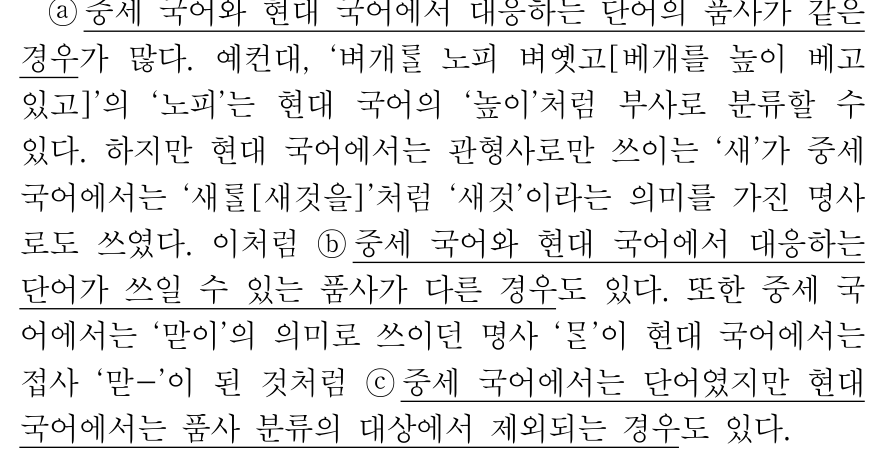 ⓐ중세 국어와 현대 국어에서 대응하는 단어의 품사가 같은
경우가 많다. 예컨대, ‘벼개ᄅᆞᆯ 노피 벼옛고[베개를 높이 베고
있고]’의 ‘노피’는 현대 국어의 ‘높이’처럼 부사로 분류할 수
있다. 하지만 현대 국어에서는 관형사로만 쓰이는 ‘새’가 중세
국어에서는 ‘새ᄅᆞᆯ[새것을]’처럼 ‘새것’이라는 의미를 가진 명사
로도 쓰였다. 이처럼 ⓑ중세 국어와 현대 국어에서 대응하는
단어가 쓰일 수 있는 품사가 다른 경우도 있다. 또한 중세 국
어에서는 ‘맏이’의 의미로 쓰이던 명사 ‘ᄆᆞᆮ’이 현대 국어에서는
접사 ‘맏-’이 된 것처럼 ⓒ중세 국어에서는 단어였지만 현대
국어에서는 품사 분류의 대상에서 제외되는 경우도 있다.